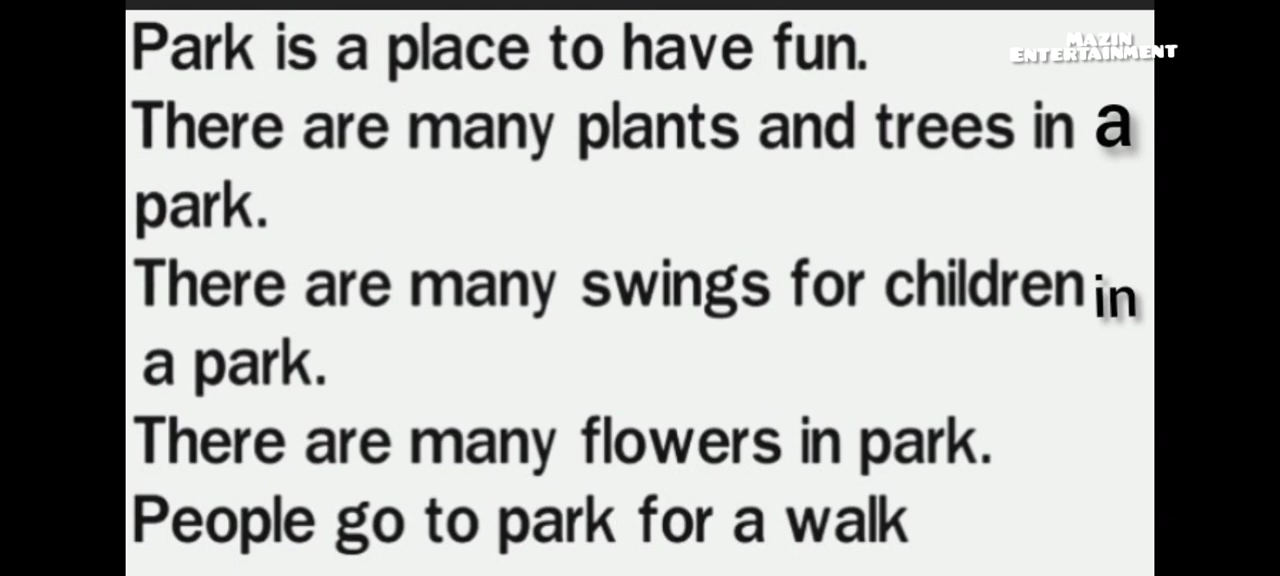 Park is a place to have fun.
MAZIN
ENTERTAINMENT
There are many plants and trees in a
park.
There are many swings for children in
a park.
There are many flowers in park.
People go to park for a walk